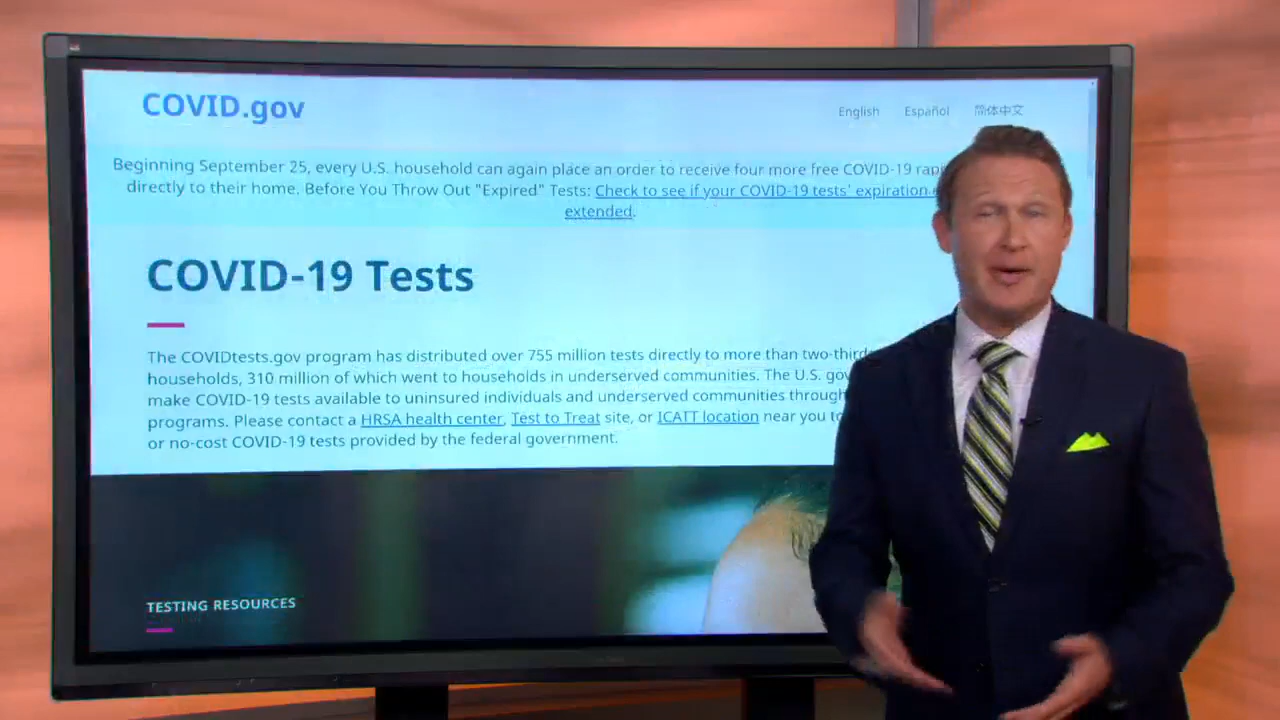 COVID.gov
English Español 简体中文
Beginning September 25, every U.S. household can again place an order to receive four more free COVID-19
directly to their home. Before You Throw Out "Expired" Tests: Check to see if your COVID-19 tests' expiration
extended.
COVID-19 Tests
The COVIDtests.gov program has distributed over 755 million tests directly to more than
households, 310 million of which went to households in underserved communities. The U.S.
make COVID-19 tests available to uninsured individuals and underserved communities through
programs. Please contact a HRSA health center, Test to Treat site, or ICATT location near you
or no-cost COVID-19 tests provided by the federal government.
TESTING RESOURCES